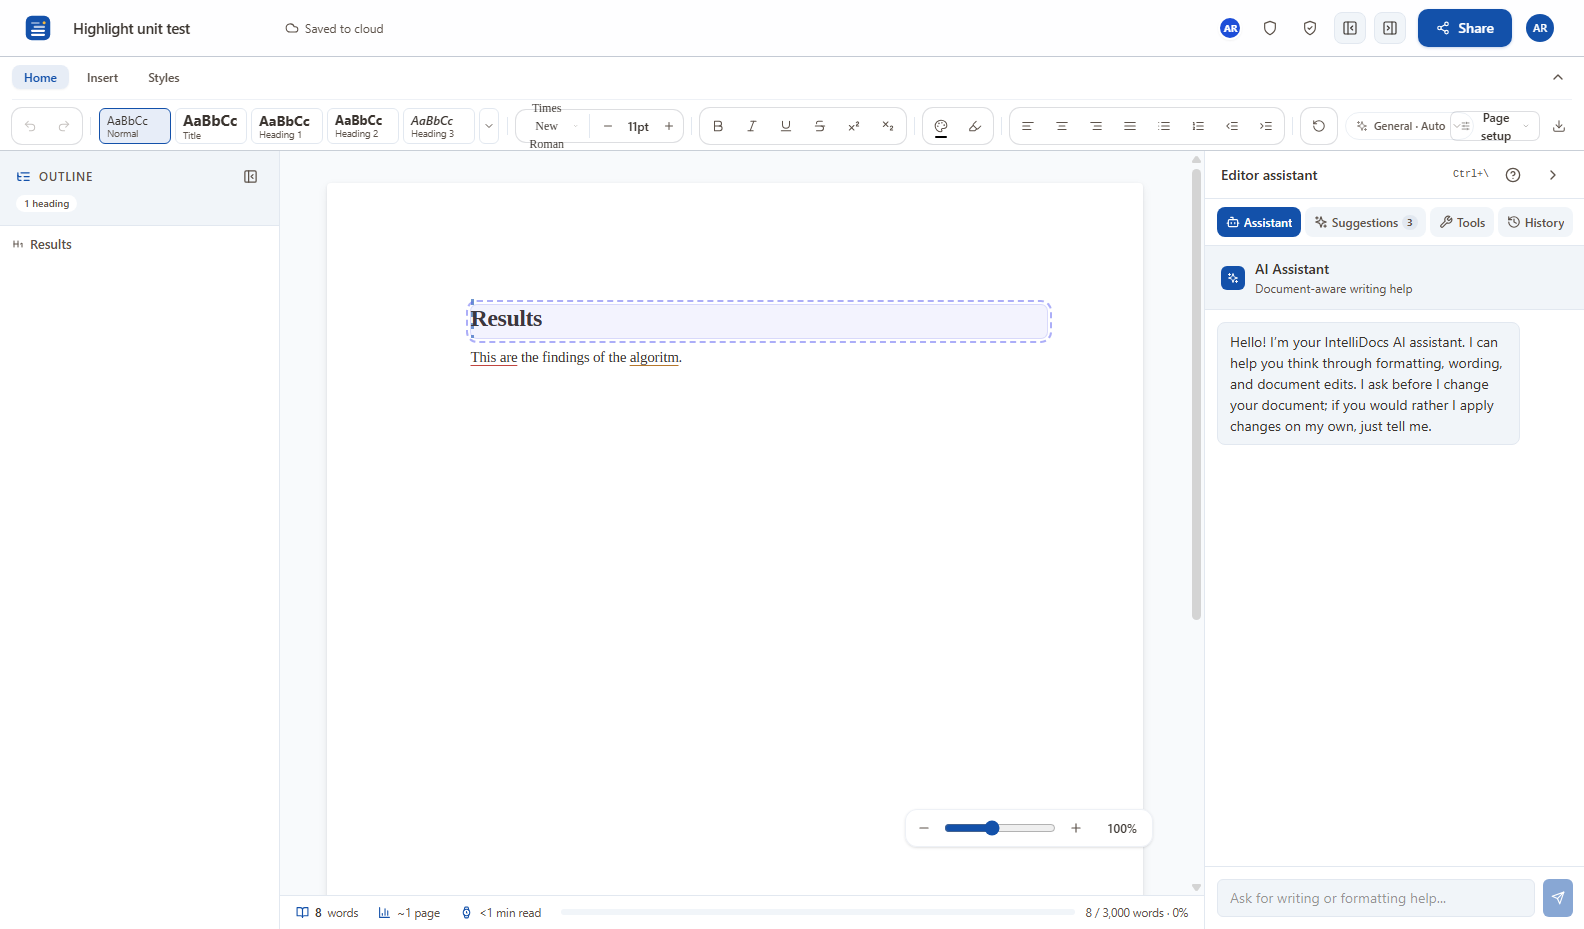 Highlight unit test
Saved to cloud
AR
Share
AR
Home
Insert
Styles
AaBbCc
Normal
AaBbCc
Title
AaBbCc
Heading 1
AaBbCc
Heading 2
AaBbCc
Heading 3
Times
New
Roman
11pt
General · Auto
Page
setup
OUTLINE
1 heading
H1 Results
Editor assistant
Ctrl+\
Assistant
Suggestions 3
Tools
History
AI Assistant
Document-aware writing help
Hello! I'm your IntelliDocs AI assistant. I can
help you think through formatting, wording,
and document edits. I ask before I change
your document; if you would rather I apply
changes on my own, just tell me.
Results
This are the findings of the algoritm.
100%
8 words
~1 page
<1 min read
8 / 3,000 words · 0%
Ask for writing or formatting help...